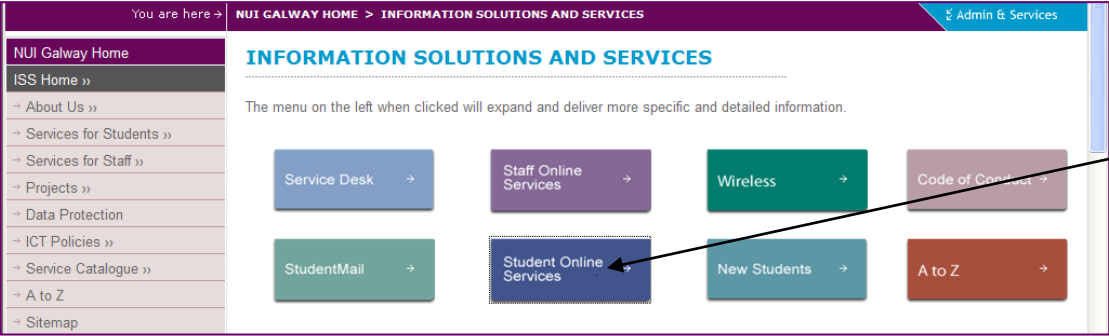 You are here → NUI GALWAY HOME > INFORMATION SOLUTIONS AND SERVICES
Admin & Services
NUI Galway Home
ISS Home ››
→ About Us ››
→ Services for Students ››
→ Services for Staff ››
→ Projects ››
→ Data Protection
→ ICT Policies ››
→ Service Catalogue ››
→ A to Z
→ Sitemap
INFORMATION SOLUTIONS AND SERVICES
The menu on the left when clicked will expand and deliver more specific and detailed information.
Service Desk →
Staff Online
Services →
Wireless →
Code of Conduct →
StudentMail →
Student Online
Services →
New Students →
A to Z →